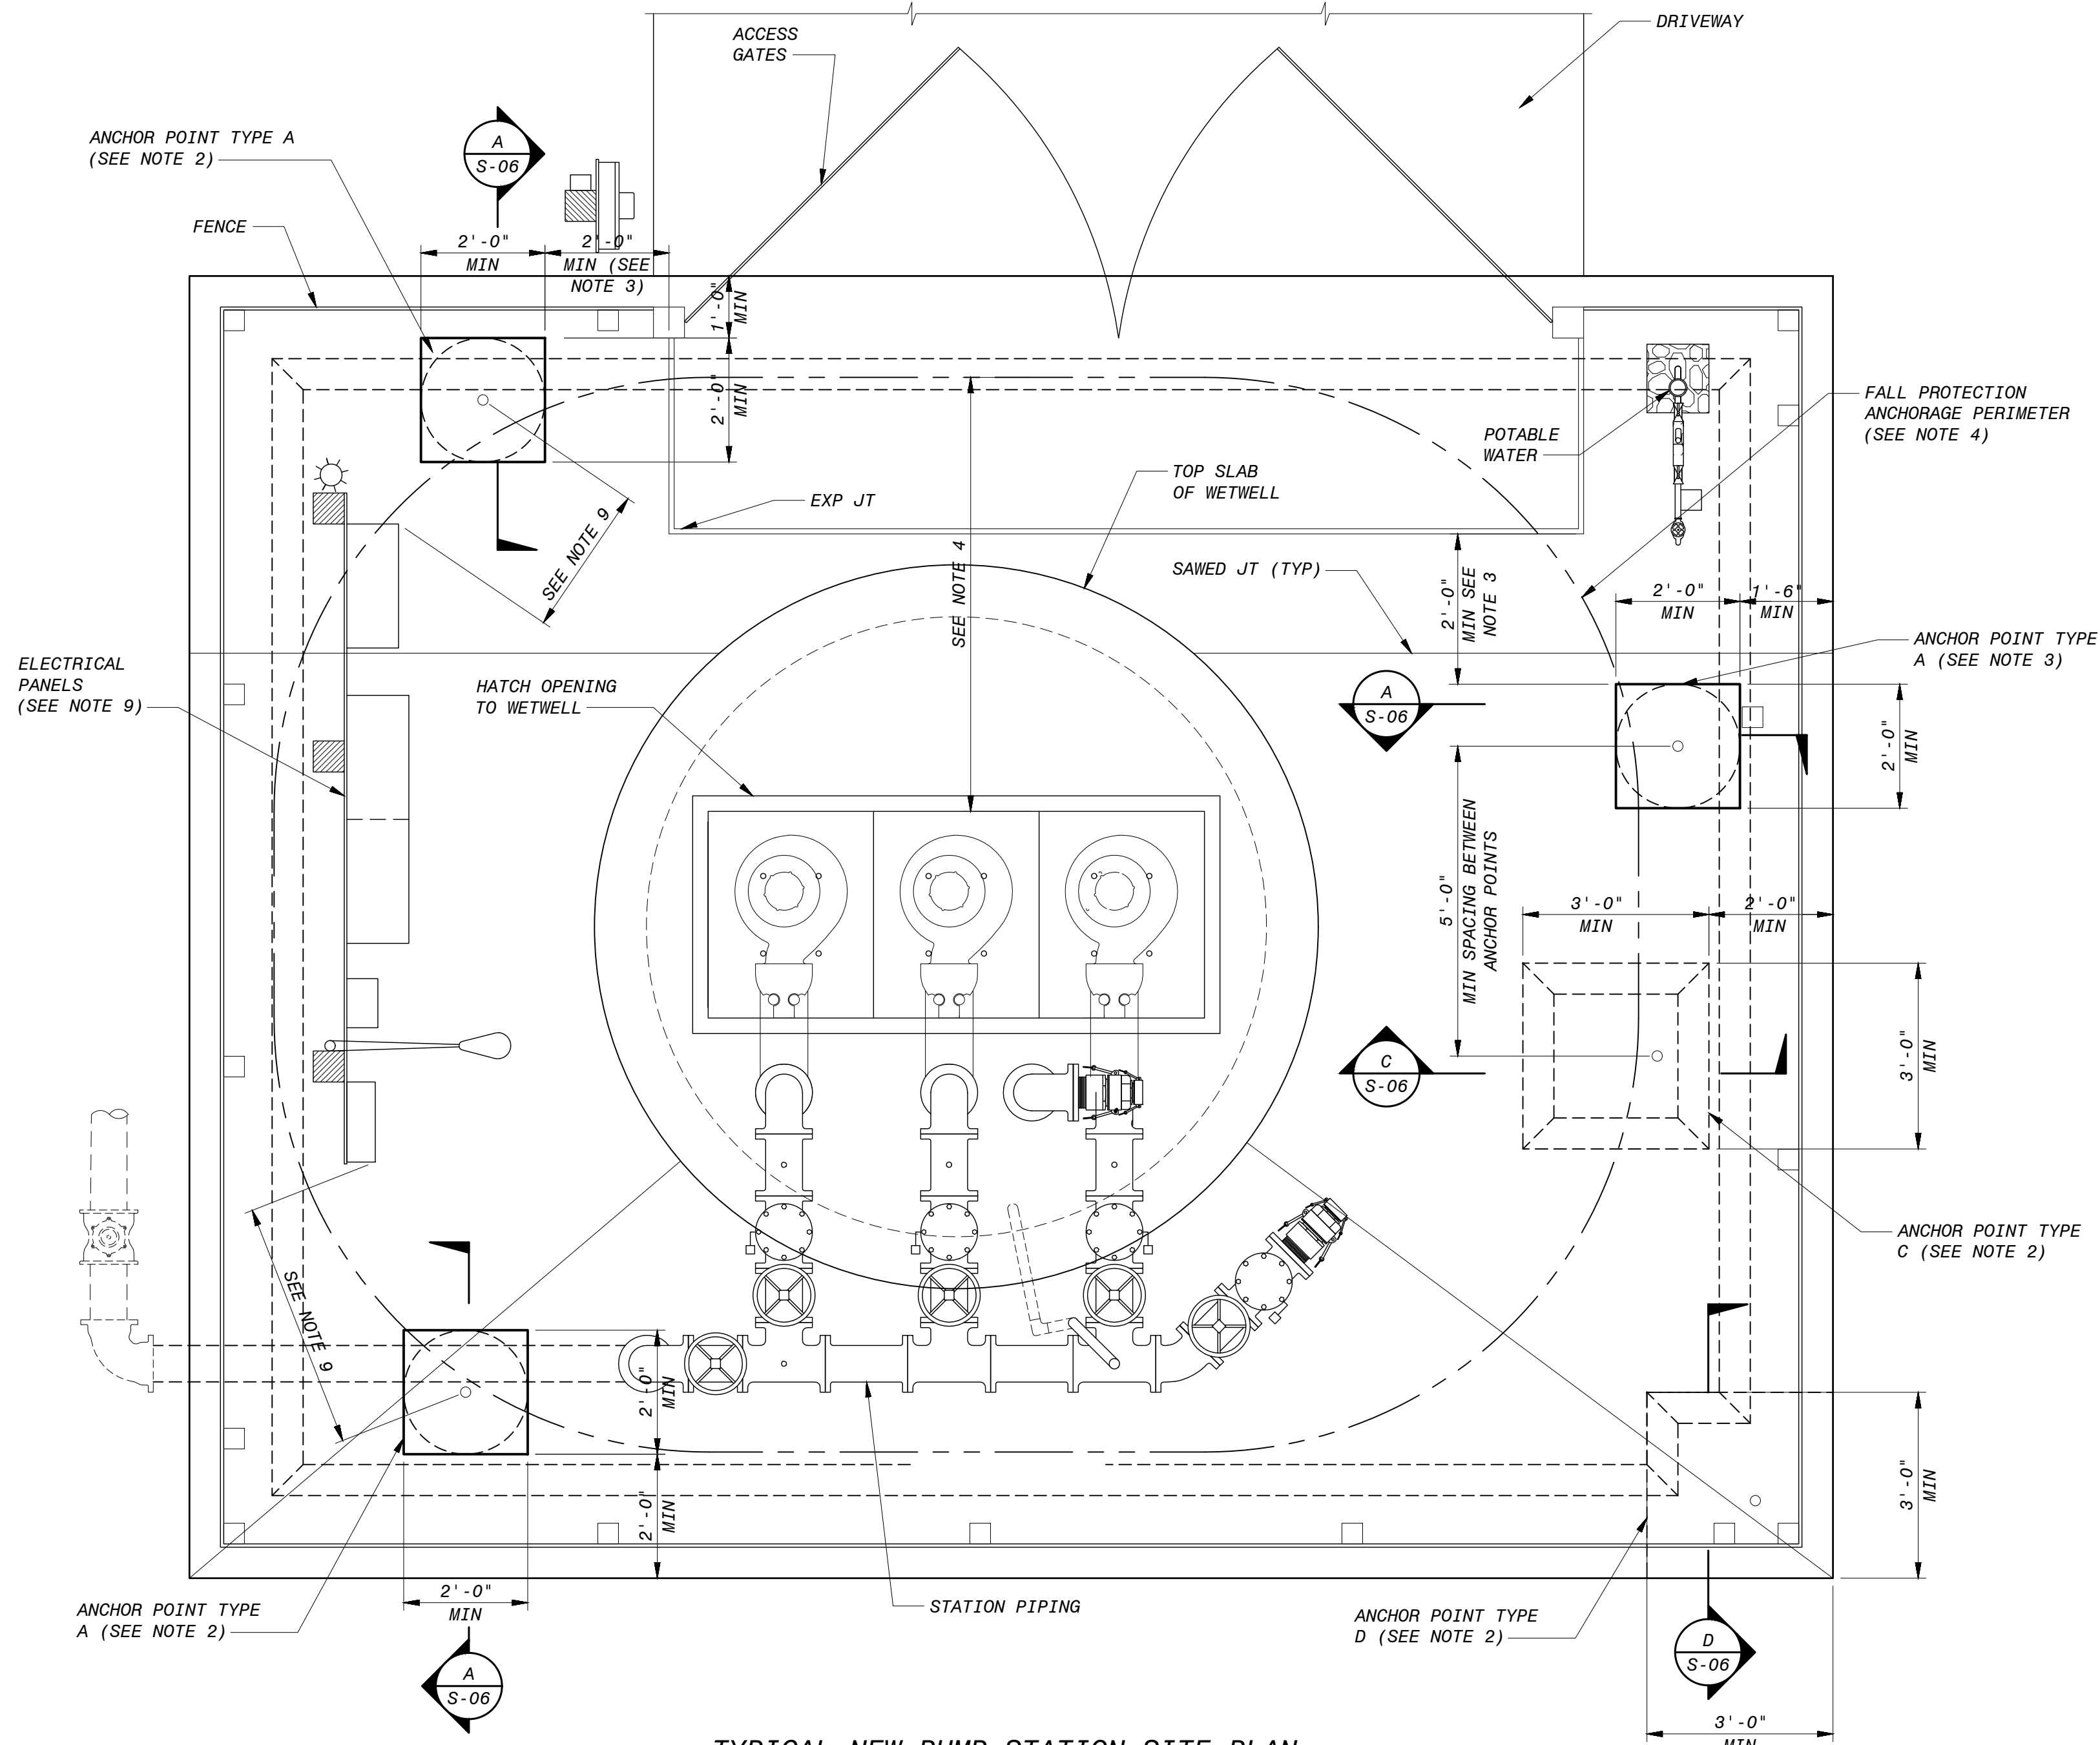 ACCESS
GATES
DRIVEWAY
ANCHOR POINT TYPE A
(SEE NOTE 2)
A
S-06
FENCE
2'-0"
MIN
2'-0"
MIN (SEE
NOTE 3)
1'-0"
MIN
2'-0"
MIN
FALL PROTECTION
ANCHORAGE PERIMETER
(SEE NOTE 4)
POTABLE
WATER
TOP SLAB
OF WETWELL
EXP JT
SEE NOTE 9
SEE NOTE 4
SAWED JT (TYP)
2'-0"
MIN SEE
NOTE 3
2'-0"
MIN
1'-6"
MIN
ANCHOR POINT TYPE
A (SEE NOTE 3)
ELECTRICAL
PANELS
(SEE NOTE 9)
HATCH OPENING
TO WETWELL
A
S-06
2'-0"
MIN
5'-0"
MIN SPACING BETWEEN
ANCHOR POINTS
3'-0"
MIN
2'-0"
MIN
C
S-06
3'-0"
MIN
ANCHOR POINT TYPE
C (SEE NOTE 2)
SEE NOTE 9
2'-0"
MIN
2'-0"
MIN
3'-0"
MIN
2'-0"
MIN
ANCHOR POINT TYPE
A (SEE NOTE 2)
STATION PIPING
ANCHOR POINT TYPE
D (SEE NOTE 2)
D
S-06
A
S-06
3'-0"
MIN
TYPICAL NEW PUMP STATION SITE PLAN